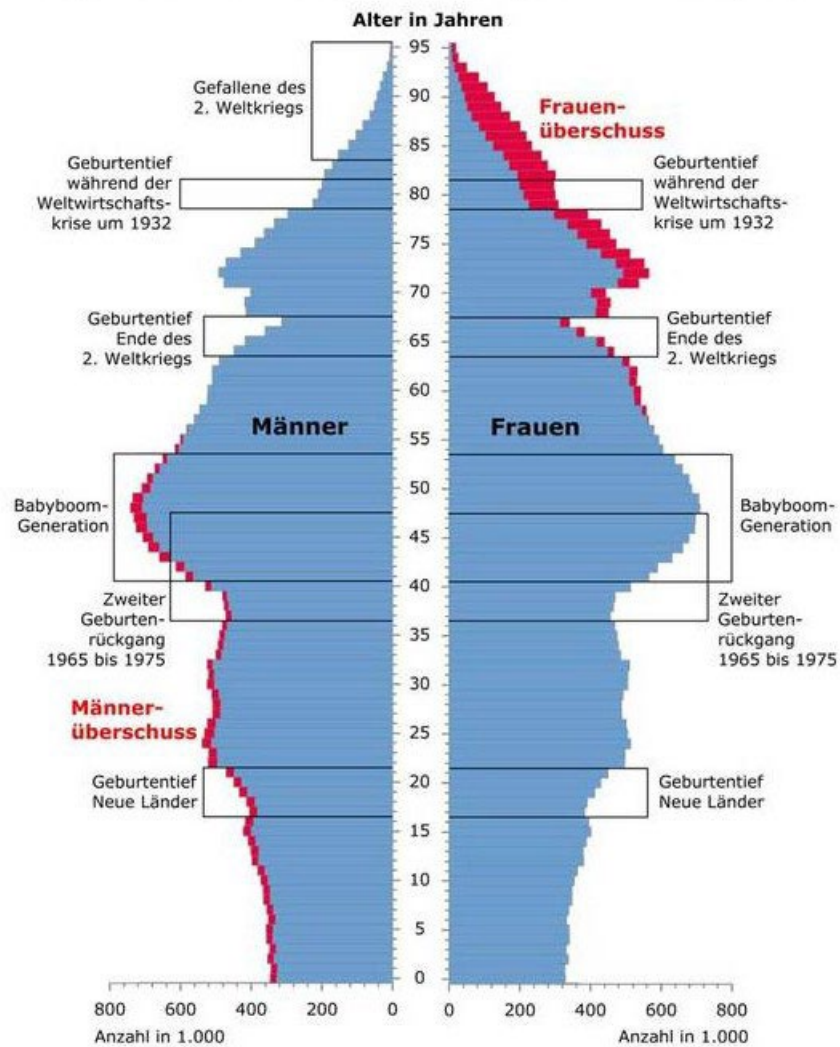 Alter in Jahren
95
Gefallene des
2. Weltkriegs
90
Frauen-
überschuss
85
Geburtentief
während der
Weltwirtschafts-
krise um 1932
80
Geburtentief
während der
Weltwirtschafts-
krise um 1932
75
70
Geburtentief
Ende des
2. Weltkriegs
65
Geburtentief
Ende des
2. Weltkriegs
60
Männer
Frauen
55
50
Babyboom-
Generation
Babyboom-
Generation
45
40
Zweiter
Geburten-
rückgang
1965 bis 1975
Zweiter
Geburten-
rückgang
1965 bis 1975
35
30
Männer-
überschuss
25
20
Geburtentief
Neue Länder
Geburtentief
Neue Länder
15
10
5
0
800 600 400 200 0
0 200 400 600 800
Anzahl in 1.000
Anzahl in 1.000